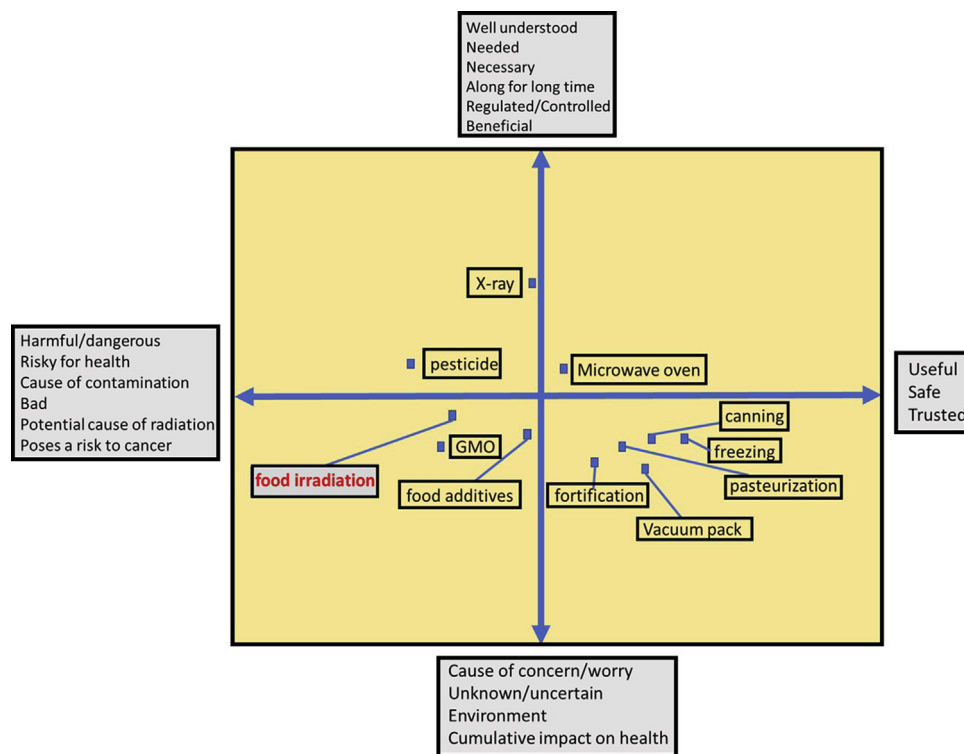 Well understood
Needed
Necessary
Along for long time
Regulated/Controlled
Beneficial
X-ray
pesticide
Microwave oven
Harmful/dangerous
Risky for health
Cause of contamination
Bad
Potential cause of radiation
Poses a risk to cancer
Useful
Safe
Trusted
canning
GMO
freezing
food irradiation
food additives
fortification
pasteurization
Vacuum pack
Cause of concern/worry
Unknown/uncertain
Environment
Cumulative impact on health